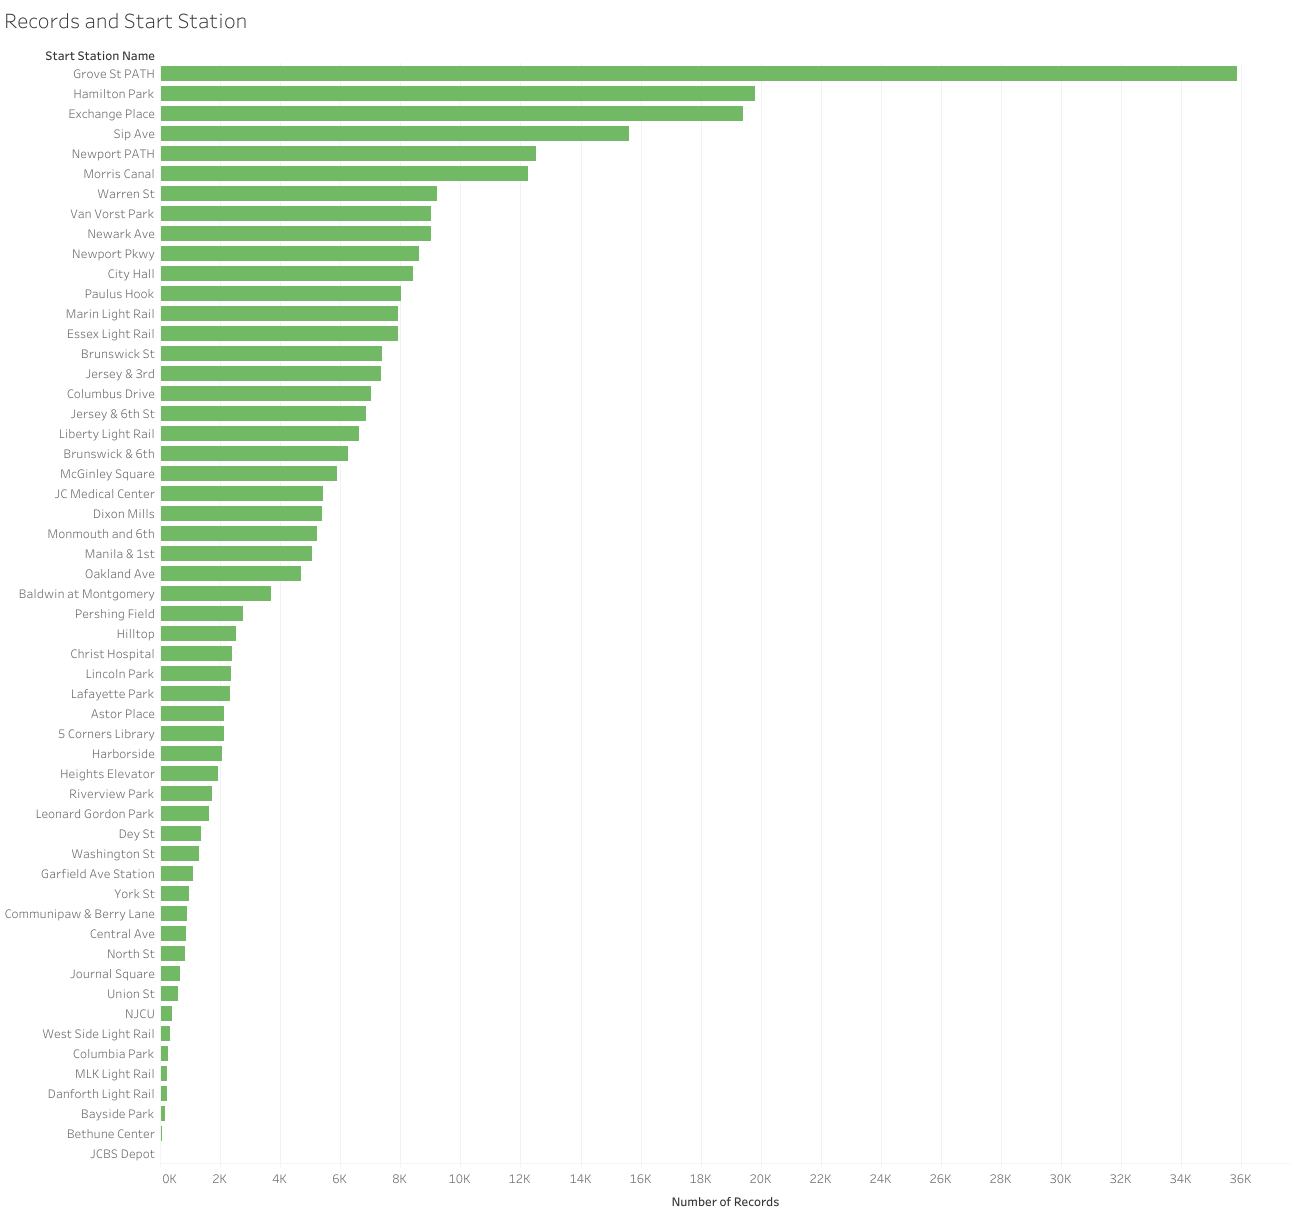 Records and Start Station
Start Station Name
Grove St PATH
Hamilton Park
Exchange Place
Sip Ave
Newport PATH
Morris Canal
Warren St
Van Vorst Park
Newark Ave
Newport Pkwy
City Hall
Paulus Hook
Marin Light Rail
Essex Light Rail
Brunswick St
Jersey & 3rd
Columbus Drive
Jersey & 6th St
Liberty Light Rail
Brunswick & 6th
McGinley Square
JC Medical Center
Dixon Mills
Monmouth and 6th
Manila & 1st
Oakland Ave
Baldwin at Montgomery
Pershing Field
Hilltop
Christ Hospital
Lincoln Park
Lafayette Park
Astor Place
5 Corners Library
Harborside
Heights Elevator
Riverview Park
Leonard Gordon Park
Dey St
Washington St
Garfield Ave Station
York St
Communipaw & Berry Lane
Central Ave
North St
Journal Square
Union St
NJCU
West Side Light Rail
Columbia Park
MLK Light Rail
Danforth Light Rail
Bayside Park
Bethune Center
JCBS Depot
0K 2K 4K 6K 8K 10K 12K 14K 16K 18K 20K 22K 24K 26K 28K 30K 32K 34K 36K
Number of Records